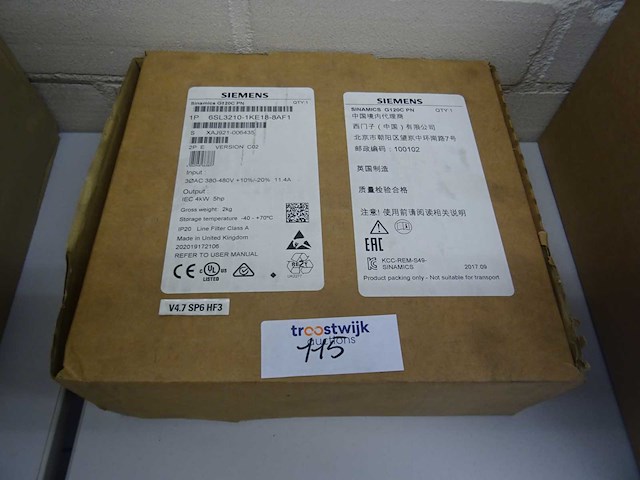 SIEMENS
Sinamics G120C PN QTY:1
1P 6SL3210-1KE18-8AF1
S XAJ921-006435
2P E VERSION C02
Input
3ØAC 380-480V +10%/-20% 11.4A
Output
IEC 4kW 5hp
Gross weight: 2kg
Storage temperature -40 - +70°C
IP20 Line Filter Class A
Made in United Kingdom
202019172106
REFER TO USER MANUAL
CE UL LISTED
V4.7 SP6 HF3
SIEMENS
SINAMICS G120C PN QTY:1
中国境内代理商
西门子（中国）有限公司
北京市朝阳区望京中环南路7号
邮政编码：100102
英国制造
质量检验合格
注意！使用前请阅读相关说明
EAC
KCC-REM-S49-
SINAMICS 2017.09
Product packing only - Not suitable for transport
troostwijk
auctions
115